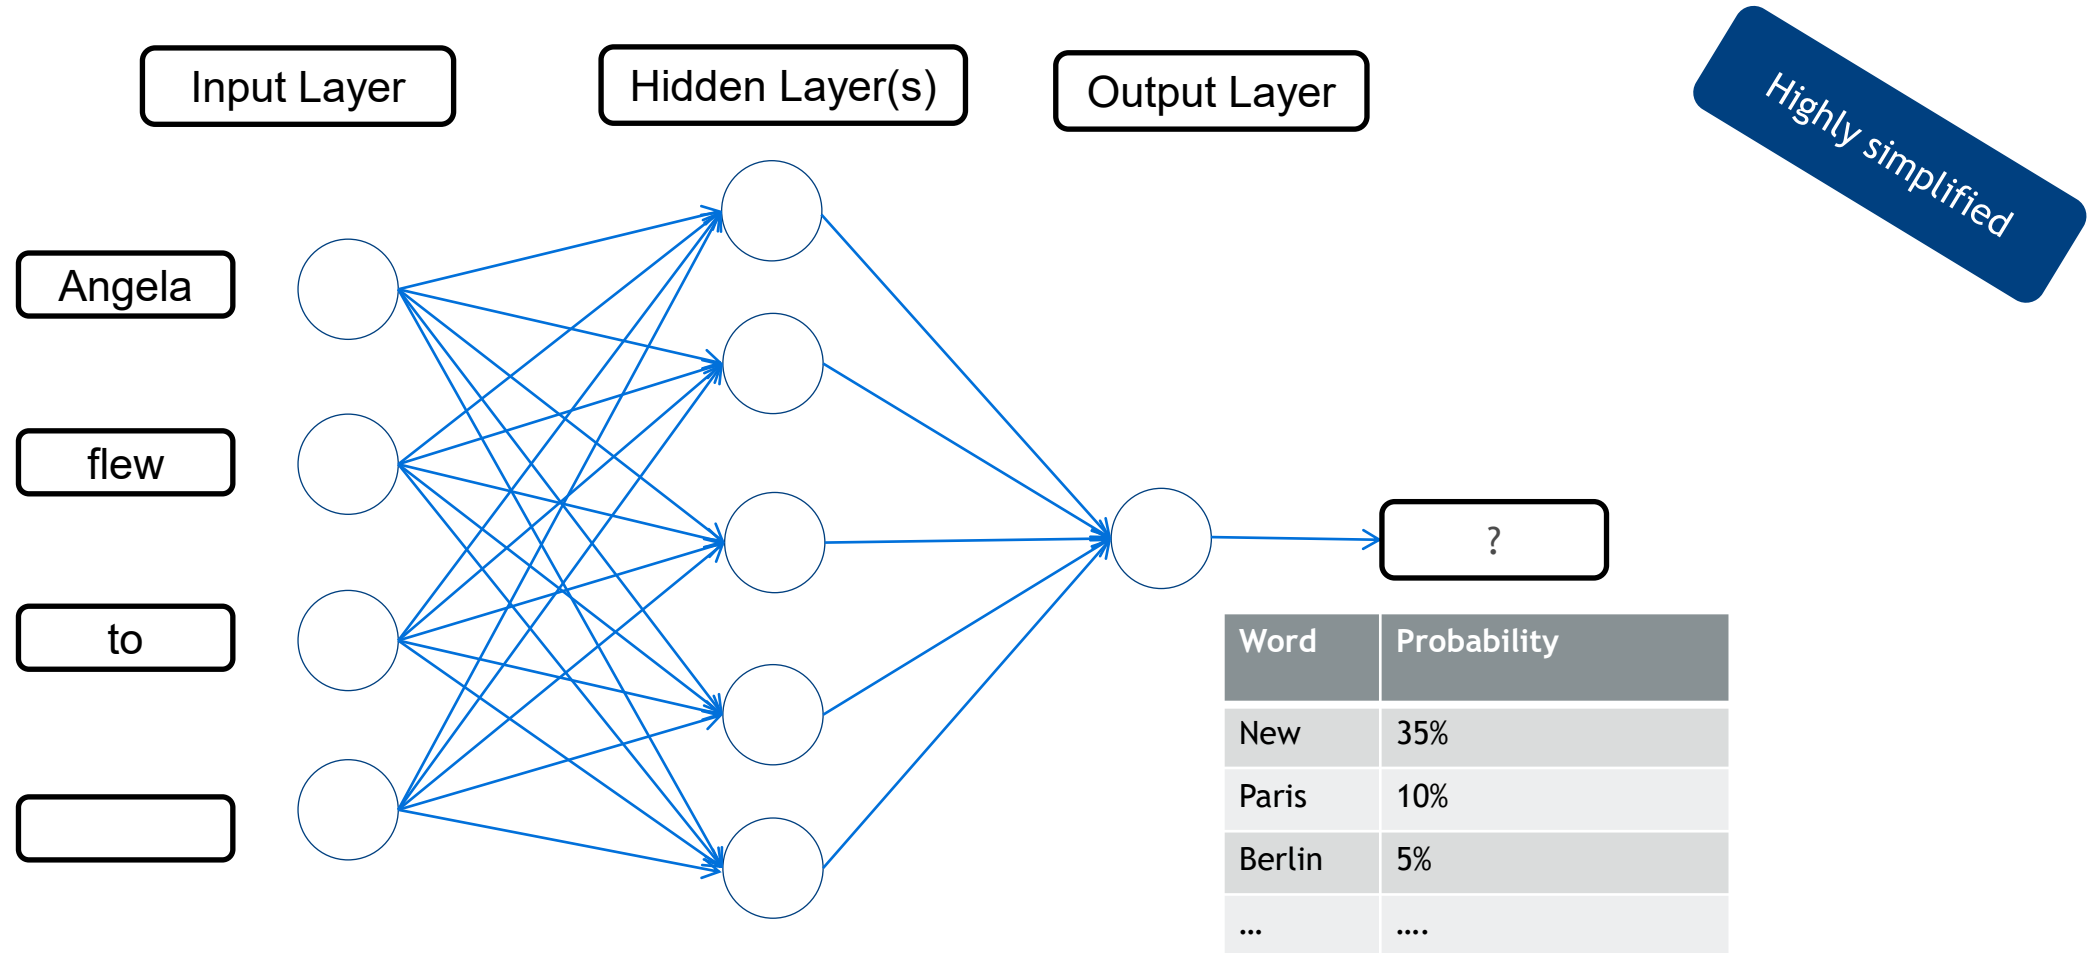 Input Layer
Hidden Layer(s)
Output Layer
Highly simplified
Angela
flew
to
?
Word Probability
New 35%
Paris 10%
Berlin 5%
... ....